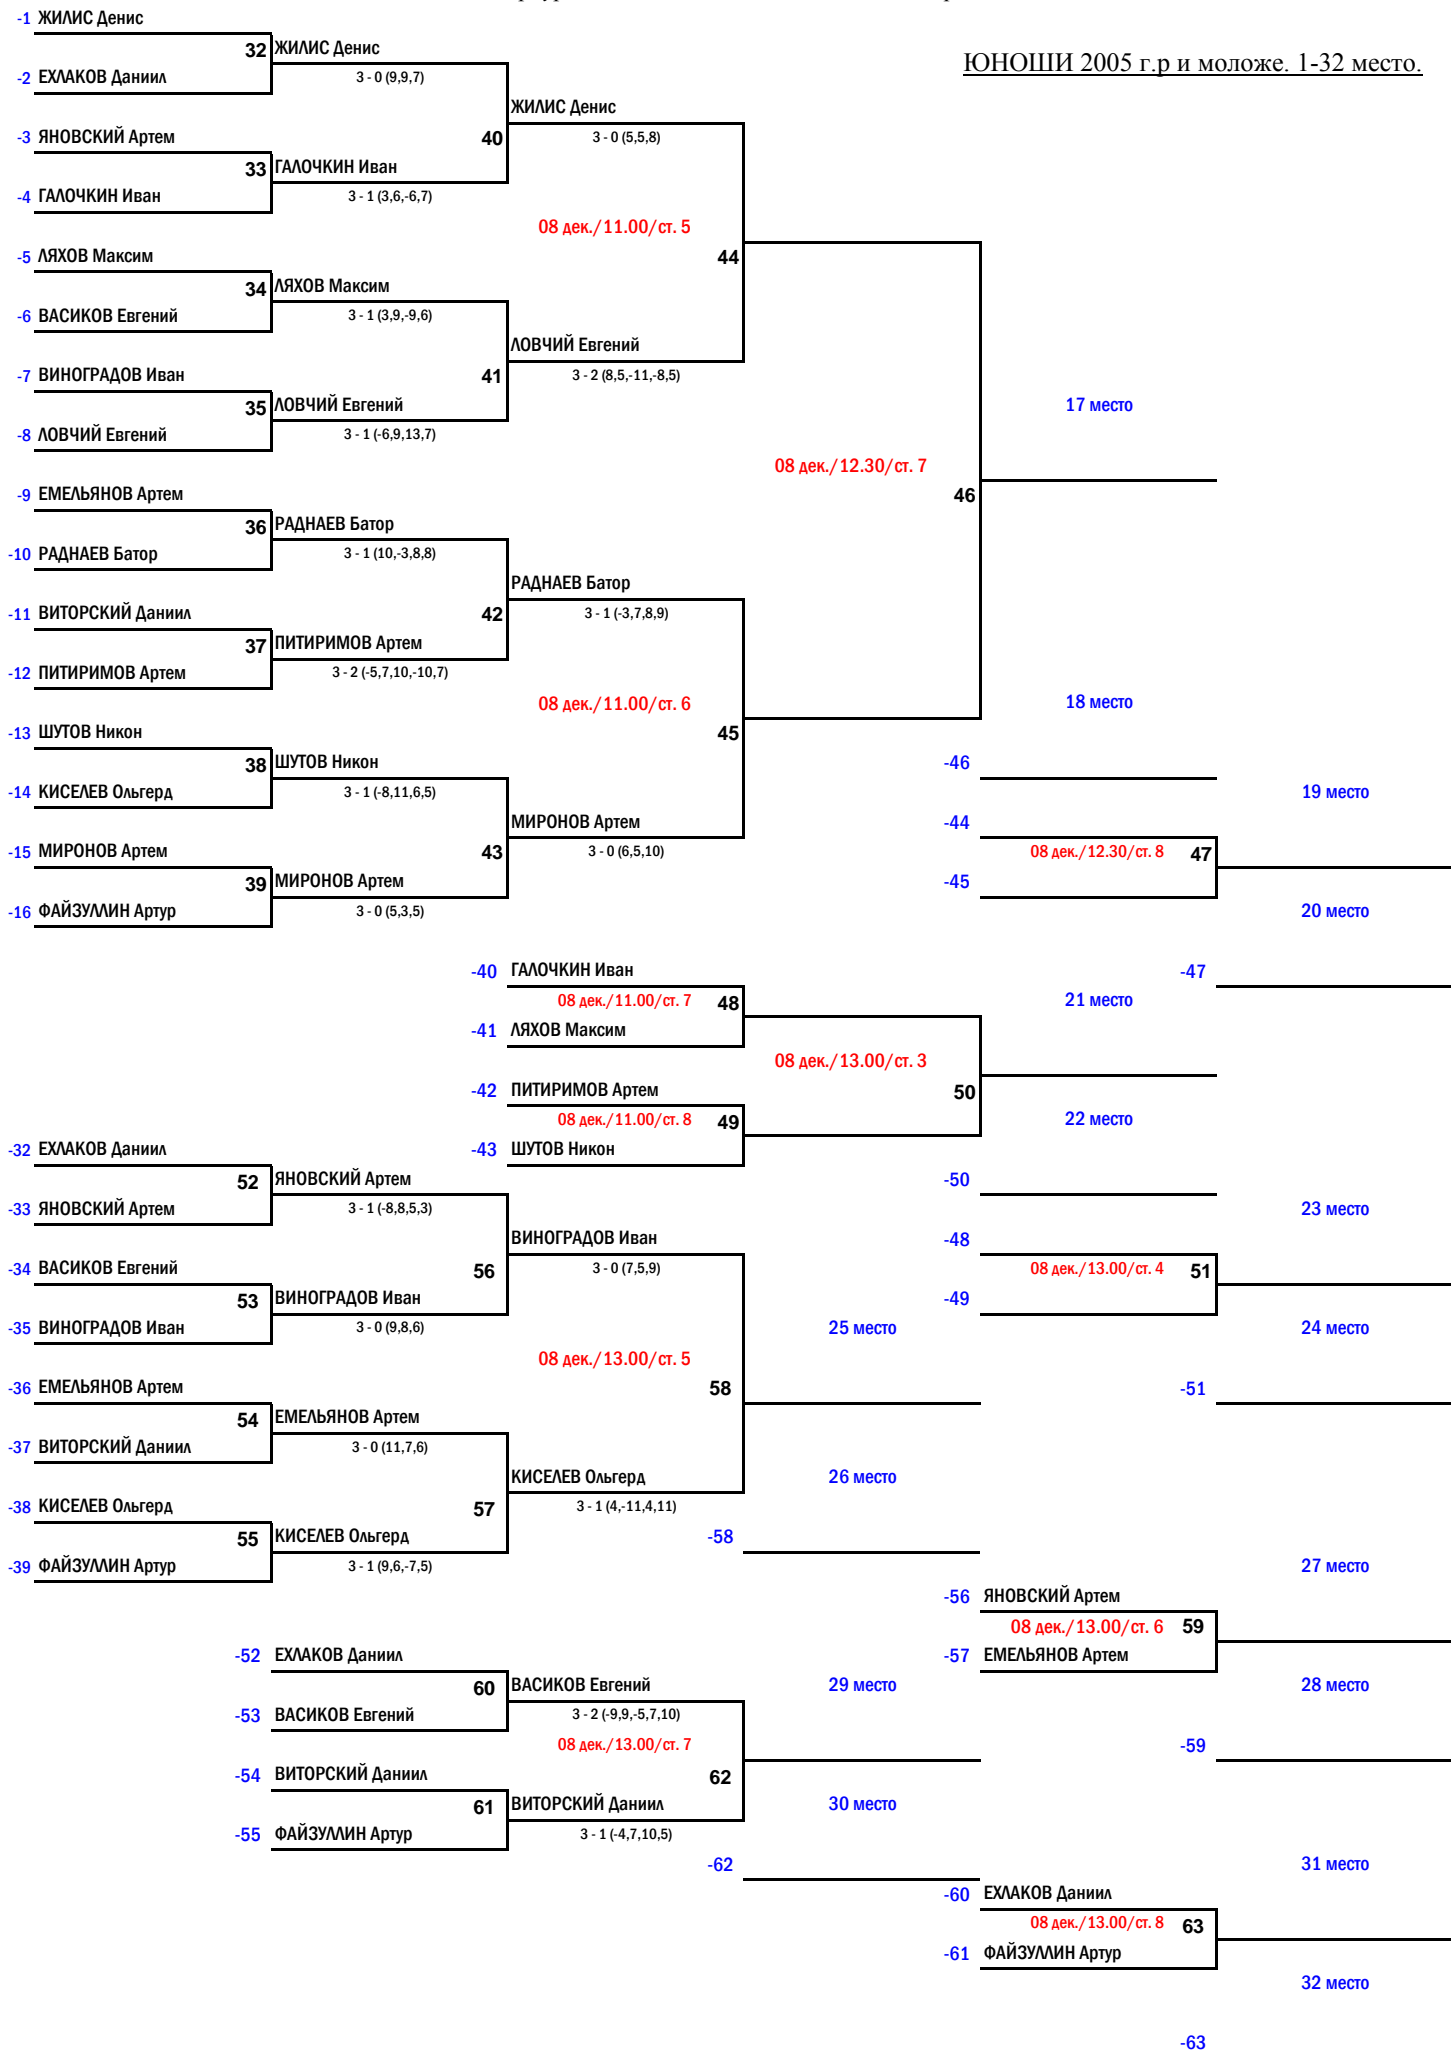 -1 ЖИЛИС Денис
32 ЖИЛИС Денис
ЮНОШИ 2005 г.р и моложе. 1-32 место.
-2 ЕХЛАКОВ Даниил
3 - 0 (9,9,7)
ЖИЛИС Денис
-3 ЯНОВСКИЙ Артем
40
3 - 0 (5,5,8)
33 ГАЛОЧКИН Иван
-4 ГАЛОЧКИН Иван
3 - 1 (3,6,-6,7)
08 дек./11.00/ст. 5
-5 ЛЯХОВ Максим
44
34 ЛЯХОВ Максим
-6 ВАСИКОВ Евгений
3 - 1 (3,9,-9,6)
ЛОВЧИЙ Евгений
-7 ВИНОГРАДОВ Иван
41
3 - 2 (8,5,-11,-8,5)
35 ЛОВЧИЙ Евгений
17 место
-8 ЛОВЧИЙ Евгений
3 - 1 (-6,9,13,7)
08 дек./12.30/ст. 7
-9 ЕМЕЛЬЯНОВ Артем
46
36 РАДНАЕВ Батор
-10 РАДНАЕВ Батор
3 - 1 (10,-3,8,8)
РАДНАЕВ Батор
-11 ВИТОРСКИЙ Даниил
42
3 - 1 (-3,7,8,9)
37 ПИТИРИМОВ Артем
-12 ПИТИРИМОВ Артем
3 - 2 (-5,7,10,-10,7)
08 дек./11.00/ст. 6
18 место
-13 ШУТОВ Никон
45
38 ШУТОВ Никон
-46
-14 КИСЕЛЕВ Ольгерд
3 - 1 (-8,11,6,5)
19 место
МИРОНОВ Артем
-44
-15 МИРОНОВ Артем
43
3 - 0 (6,5,10)
08 дек./12.30/ст. 8
47
39 МИРОНОВ Артем
-45
-16 ФАЙЗУЛЛИН Артур
3 - 0 (5,3,5)
20 место
-40 ГАЛОЧКИН Иван
-47
08 дек./11.00/ст. 7
48
21 место
-41 ЛЯХОВ Максим
08 дек./13.00/ст. 3
-42 ПИТИРИМОВ Артем
50
08 дек./11.00/ст. 8
49
22 место
-32 ЕХЛАКОВ Даниил
-43 ШУТОВ Никон
52 ЯНОВСКИЙ Артем
-50
-33 ЯНОВСКИЙ Артем
3 - 1 (-8,8,5,3)
23 место
ВИНОГРАДОВ Иван
-48
-34 ВАСИКОВ Евгений
56
3 - 0 (7,5,9)
08 дек./13.00/ст. 4
51
53 ВИНОГРАДОВ Иван
-49
-35 ВИНОГРАДОВ Иван
3 - 0 (9,8,6)
25 место
24 место
08 дек./13.00/ст. 5
-36 ЕМЕЛЬЯНОВ Артем
58
-51
54 ЕМЕЛЬЯНОВ Артем
-37 ВИТОРСКИЙ Даниил
3 - 0 (11,7,6)
КИСЕЛЕВ Ольгерд
26 место
-38 КИСЕЛЕВ Ольгерд
57
3 - 1 (4,-11,4,11)
55 КИСЕЛЕВ Ольгерд
-58
-39 ФАЙЗУЛЛИН Артур
3 - 1 (9,6,-7,5)
27 место
-56 ЯНОВСКИЙ Артем
08 дек./13.00/ст. 6
59
-52 ЕХЛАКОВ Даниил
-57 ЕМЕЛЬЯНОВ Артем
60 ВАСИКОВ Евгений
29 место
28 место
-53 ВАСИКОВ Евгений
3 - 2 (-9,9,-5,7,10)
08 дек./13.00/ст. 7
-59
-54 ВИТОРСКИЙ Даниил
62
61 ВИТОРСКИЙ Даниил
30 место
-55 ФАЙЗУЛЛИН Артур
3 - 1 (-4,7,10,5)
-62
31 место
-60 ЕХЛАКОВ Даниил
08 дек./13.00/ст. 8
63
-61 ФАЙЗУЛЛИН Артур
32 место
-63